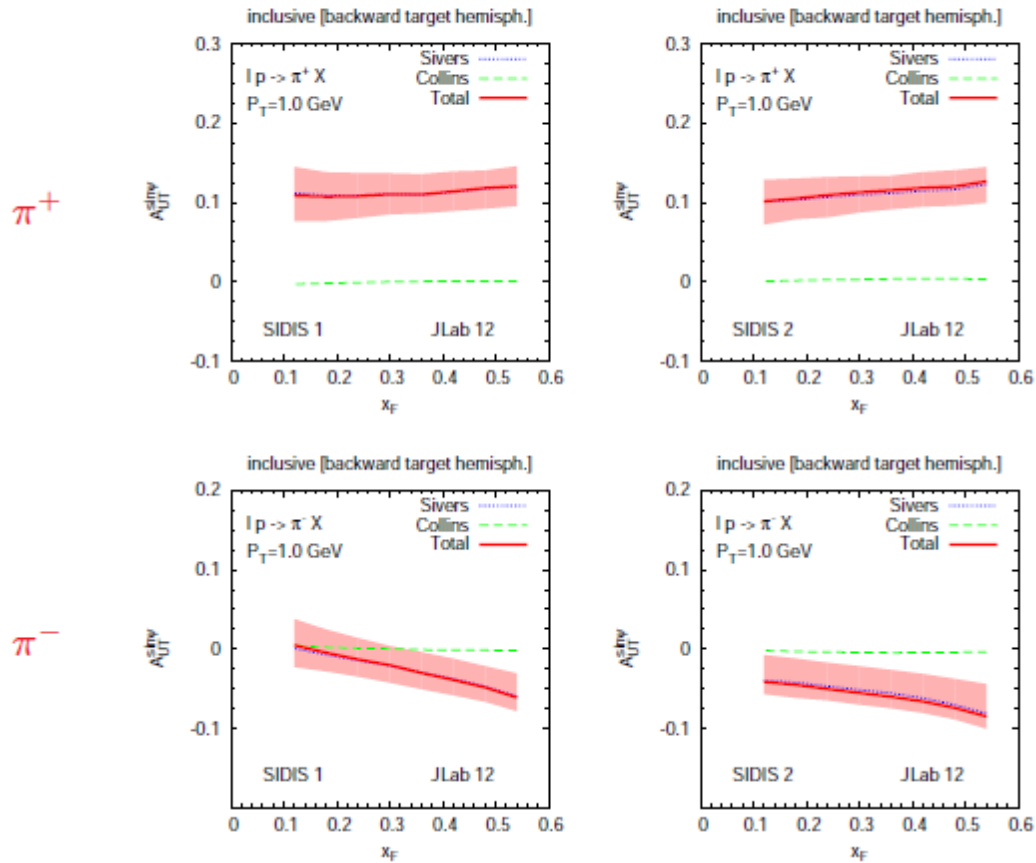 π⁺
inclusive [backward target hemisph.]
0.3
0.2
0.1
0
-0.1
A_UT^sinψ
l p -> π⁺ X
P_T=1.0 GeV
Sivers
Collins
Total
SIDIS 1 JLab 12
0 0.1 0.2 0.3 0.4 0.5 0.6
x_F
inclusive [backward target hemisph.]
0.3
0.2
0.1
0
-0.1
A_UT^sinψ
l p -> π⁺ X
P_T=1.0 GeV
Sivers
Collins
Total
SIDIS 2 JLab 12
0 0.1 0.2 0.3 0.4 0.5 0.6
x_F
π⁻
inclusive [backward target hemisph.]
0.2
0.1
0
-0.1
A_UT^sinψ
l p -> π⁻ X
P_T=1.0 GeV
Sivers
Collins
Total
SIDIS 1 JLab 12
0 0.1 0.2 0.3 0.4 0.5 0.6
x_F
inclusive [backward target hemisph.]
0.2
0.1
0
-0.1
A_UT^sinψ
l p -> π⁻ X
P_T=1.0 GeV
Sivers
Collins
Total
SIDIS 2 JLab 12
0 0.1 0.2 0.3 0.4 0.5 0.6
x_F